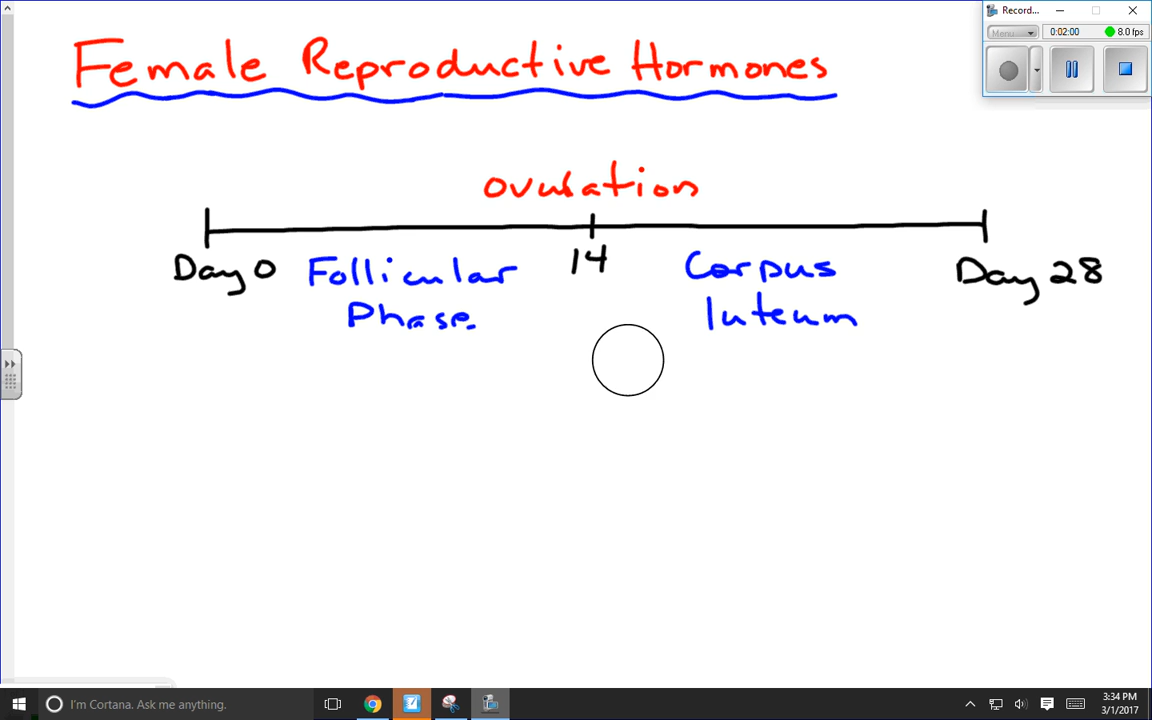 Record...
Menu
0:02:00
8.0 fps
Female Reproductive Hormones
ovulation
Day 0
14
Day 28
Follicular
Phase.
Corpus
luteum
I'm Cortana. Ask me anything.
3:34 PM
3/1/2017